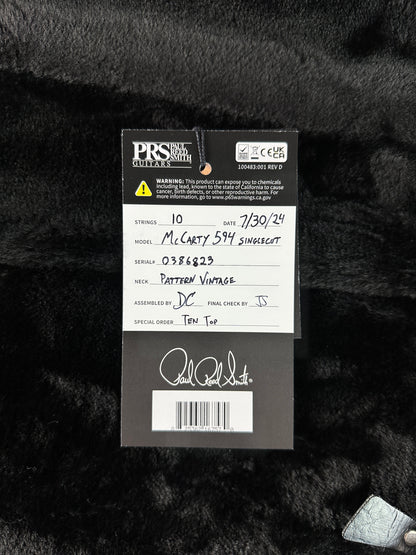 PRS PAUL REED SMITH
GUITARS
CE UK CA
100483:001 REV D
WARNING: This product can expose you to chemicals
including lead, known to the state of California to cause
cancer, birth defects, or other reproductive harm. For
more information, go to www.p65warnings.ca.gov
STRINGS 10 DATE 7/30/24
MODEL McCARTY 594 SINGLECUT
SERIAL# 0386823
NECK PATTERN VINTAGE
ASSEMBLED BY DC FINAL CHECK BY JS
SPECIAL ORDER TEN TOP
Paul Reed Smith®